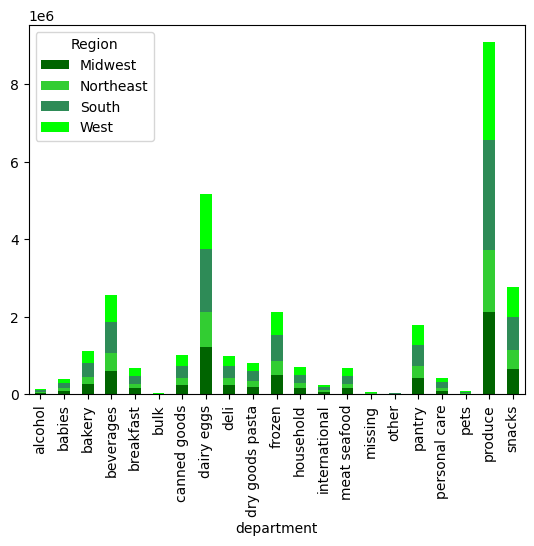 1e6
Region
Midwest
Northeast
South
West
8
6
4
2
0
alcohol
babies
bakery
beverages
breakfast
bulk
canned goods
dairy eggs
deli
dry goods pasta
frozen
household
international
meat seafood
missing
other
pantry
personal care
pets
produce
snacks
department